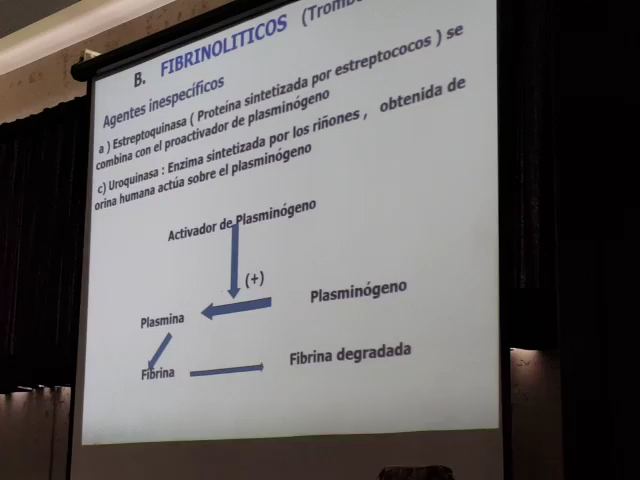 B. FIBRINOLITICOS
Agentes inespecíficos
a ) Estreptoquinasa ( Proteína sintetizada por estreptococos ) se
combina con el proactivador de plasminógeno
c) Uroquinasa : Enzima sintetizada por los riñones , obtenida de
orina humana actúa sobre el plasminógeno
Activador de Plasminógeno
(+)
Plasminógeno
Plasmina
Fibrina degradada
Fibrina